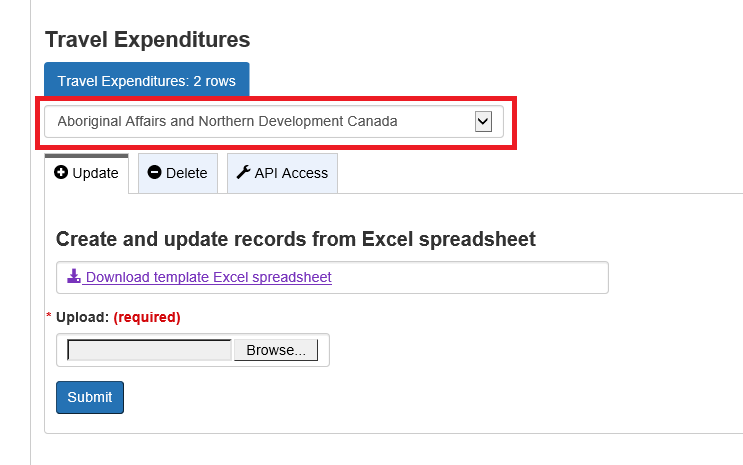 Travel Expenditures
Travel Expenditures: 2 rows
Aboriginal Affairs and Northern Development Canada
Update Delete API Access
Create and update records from Excel spreadsheet
Download template Excel spreadsheet
* Upload: (required)
Browse...
Submit